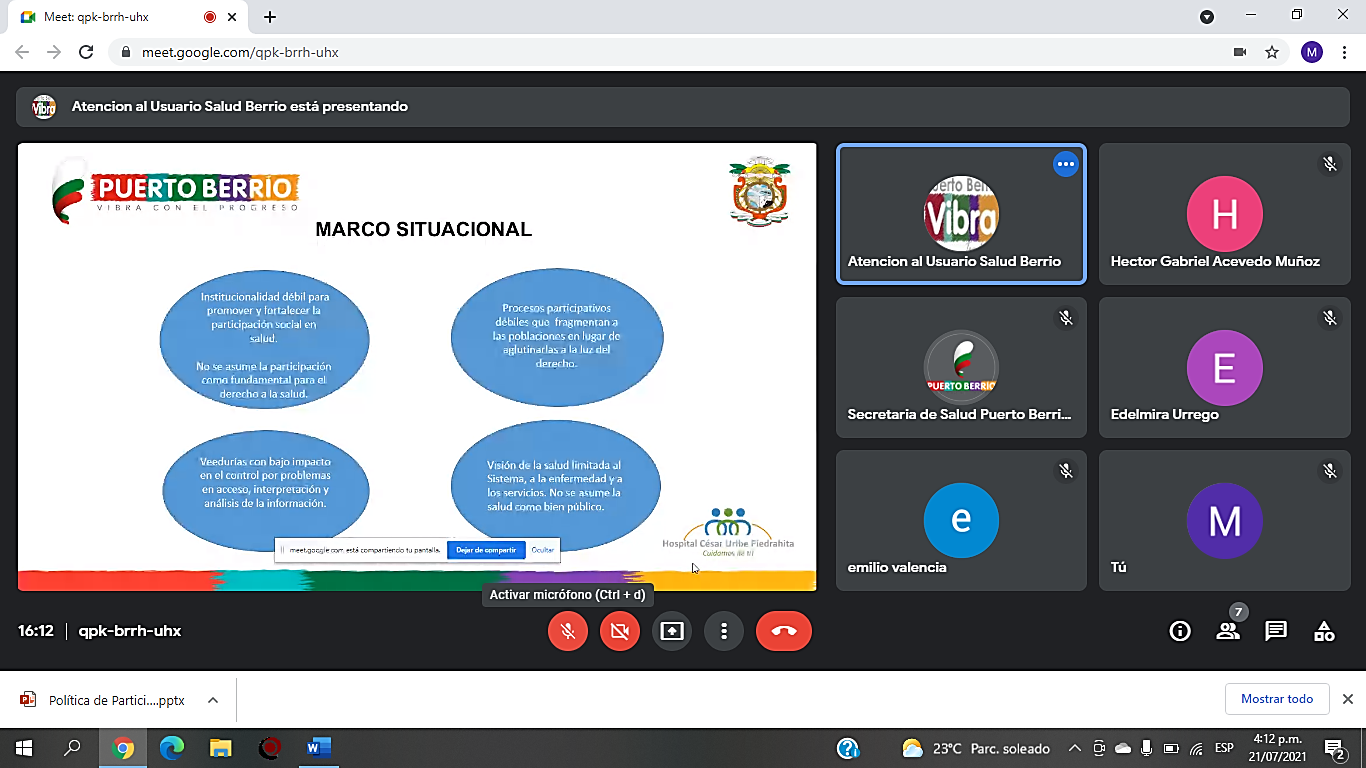 Meet: qpk-brrh-uhx
meet.google.com/qpk-brrh-uhx
M
Vibra
Atencion al Usuario Salud Berrio está presentando
PUERTO BERRIO
VIBRA CON EL PROGRESO
MARCO SITUACIONAL
Institucionalidad débil para
promover y fortalecer la
participación social en
salud.
No se asume la participación
como fundamental para el
derecho a la salud.
Procesos participativos
débiles que fragmentan a
las poblaciones en lugar de
aglutinarlas a la luz del
derecho.
Veedurías con bajo impacto
en el control por problemas
en acceso, interpretación y
análisis de la información.
Visión de la salud limitada al
Sistema, a la enfermedad y a
los servicios. No se asume la
salud como bien público.
Hospital César Uribe Piedrahita
Cuidamos de ti!
meet.google.com está compartiendo tu pantalla.
Dejar de compartir
Ocultar
Vibra
Atencion al Usuario Salud Berrio
H
Hector Gabriel Acevedo Muñoz
PUERTO BERRIO
Secretaria de Salud Puerto Berri...
E
Edelmira Urrego
e
emilio valencia
M
Tú
Activar micrófono (Ctrl + d)
16:12 | qpk-brrh-uhx
7
Política de Partici....pptx
Mostrar todo
23°C Parc. soleado
ESP
4:12 p.m.
21/07/2021
2